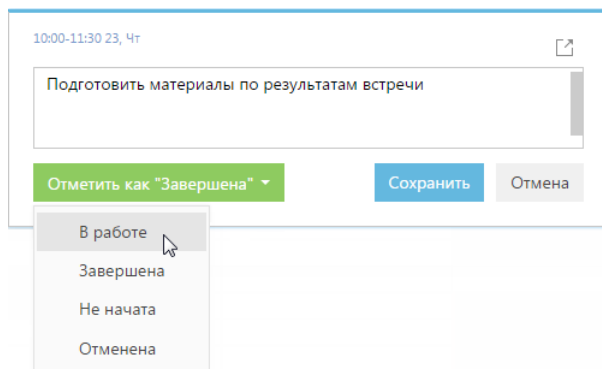 10:00-11:30 23, Чт
Подготовить материалы по результатам встречи
Отметить как "Завершена"
Сохранить
Отмена
В работе
Завершена
Не начата
Отменена